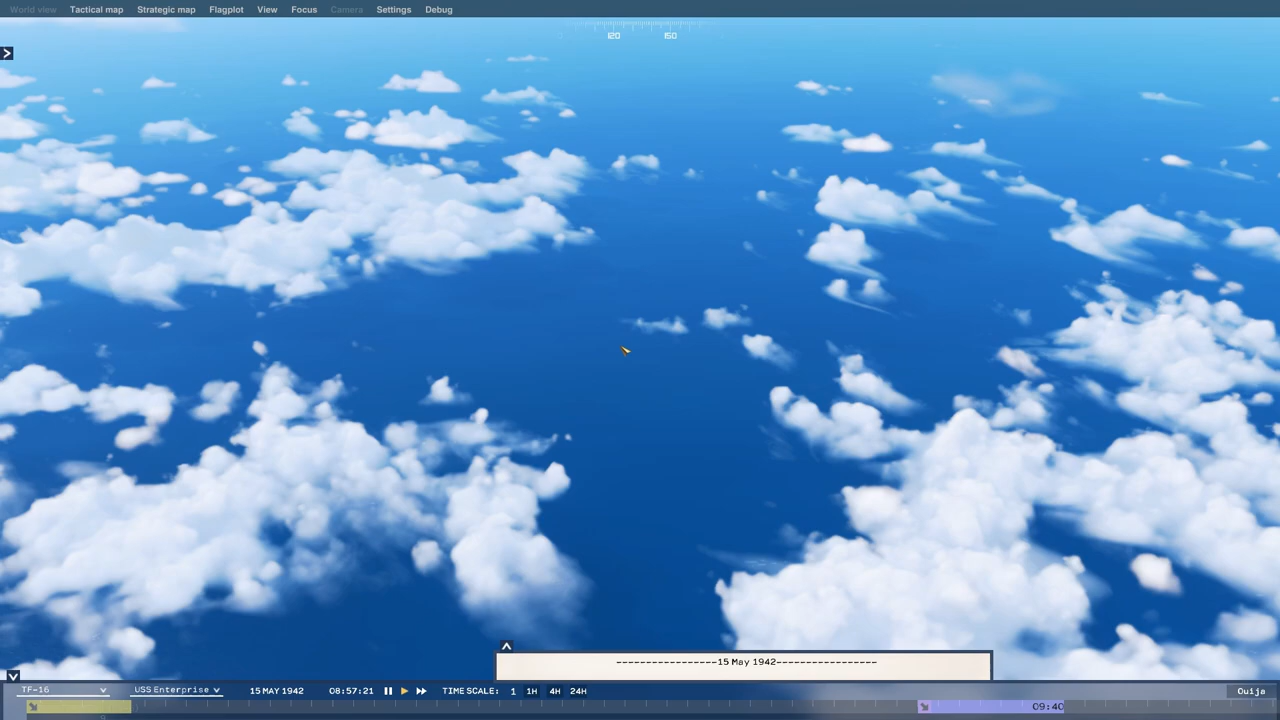 World view Tactical map Strategic map Flagplot View Focus Camera Settings Debug
120 150
------------------15 May 1942------------------
TF-16 USS Enterprise 15 MAY 1942 08:57:21 TIME SCALE: 1 1H 4H 24H Ouija
09:40